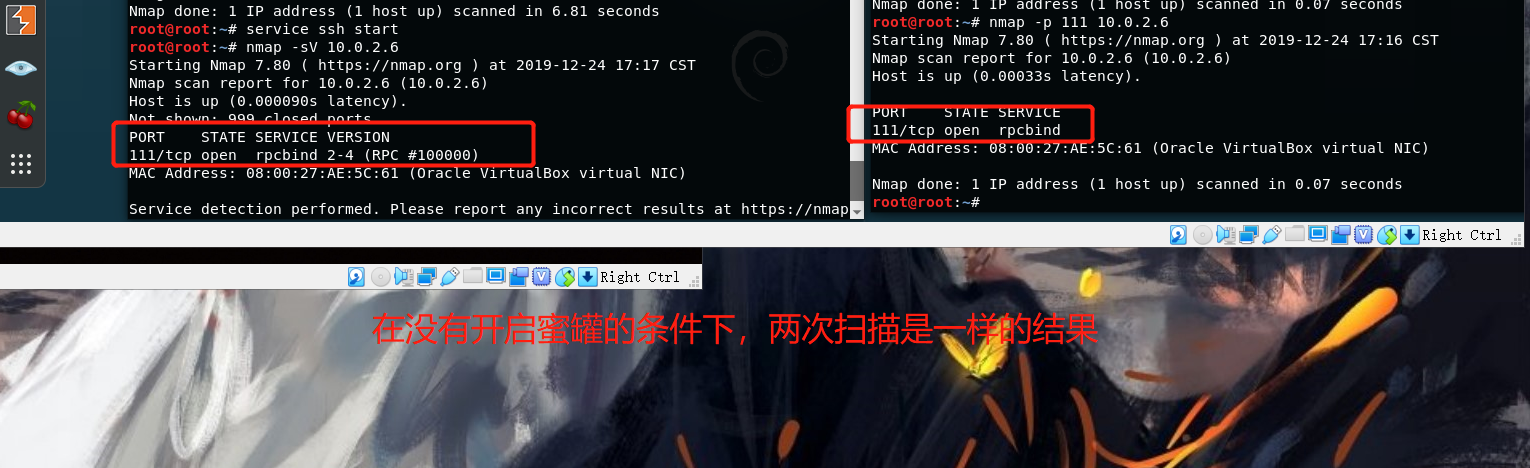 Nmap done: 1 IP address (1 host up) scanned in 6.81 seconds
root@root:~# service ssh start
root@root:~# nmap -sV 10.0.2.6
Starting Nmap 7.80 ( https://nmap.org ) at 2019-12-24 17:17 CST
Nmap scan report for 10.0.2.6 (10.0.2.6)
Host is up (0.000090s latency).
Not shown: 999 closed ports
PORT    STATE SERVICE VERSION
111/tcp open  rpcbind 2-4 (RPC #100000)
MAC Address: 08:00:27:AE:5C:61 (Oracle VirtualBox virtual NIC)
Service detection performed. Please report any incorrect results at https://nmap
Nmap done: 1 IP address (1 host up) scanned in 0.07 seconds
root@root:~# nmap -p 111 10.0.2.6
Starting Nmap 7.80 ( https://nmap.org ) at 2019-12-24 17:16 CST
Nmap scan report for 10.0.2.6 (10.0.2.6)
Host is up (0.00033s latency).
PORT    STATE SERVICE
111/tcp open  rpcbind
MAC Address: 08:00:27:AE:5C:61 (Oracle VirtualBox virtual NIC)
Nmap done: 1 IP address (1 host up) scanned in 0.07 seconds
root@root:~#
Right Ctrl
Right Ctrl
在没有开启蜜罐的条件下，两次扫描是一样的结果